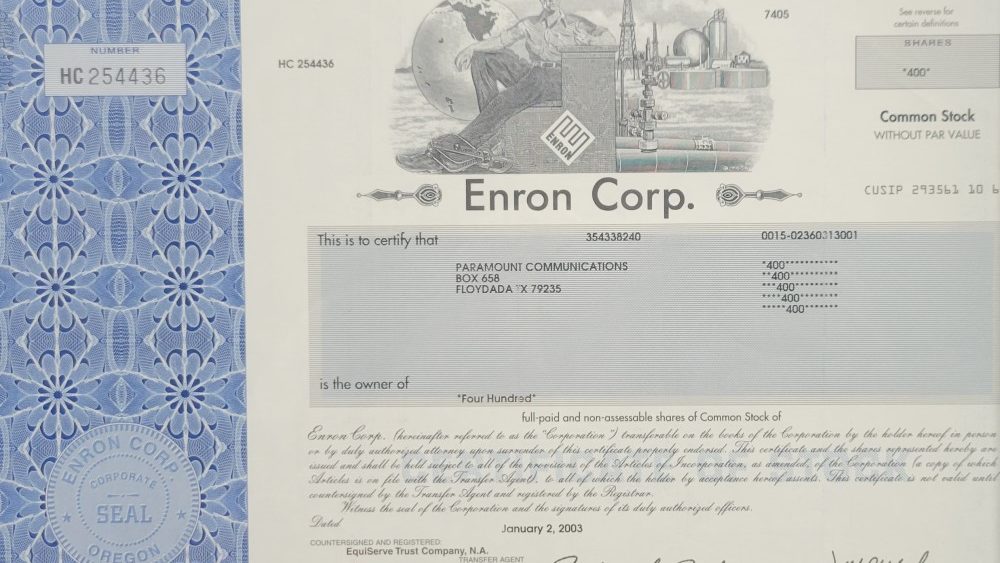 NUMBER
HC 254436
HC 254436
7405
See reverse for
certain definitions
SHARES
*400*
Common Stock
WITHOUT PAR VALUE
CUSIP 293561 10 6
ENRON
Enron Corp.
This is to certify that
354338240
0015-02360313001
PARAMOUNT COMMUNICATIONS
BOX 658
FLOYDADA TX 79235
*400***********
**400**********
***400*********
****400********
*****400*******
is the owner of
*Four Hundred*
full-paid and non-assessable shares of Common Stock of
Enron Corp. (hereinafter referred to as the "Corporation") transferable on the books of the Corporation by the holder hereof in person
or by duly authorized attorney upon surrender of this certificate properly endorsed. This certificate and the shares represented hereby are
issued and shall be held subject to all of the provisions of the Articles of Incorporation, as amended, of the Corporation (a copy of which
Articles is on file with the Transfer Agent), to all of which the holder by acceptance hereof assents. This certificate is not valid until
countersigned by the Transfer Agent and registered by the Registrar.
Witness the seal of the Corporation and the signatures of its duly authorized officers.
Dated
January 2, 2003
COUNTERSIGNED AND REGISTERED:
EquiServe Trust Company, N.A.
TRANSFER AGENT
ENRON CORP.
CORPORATE
SEAL
OREGON